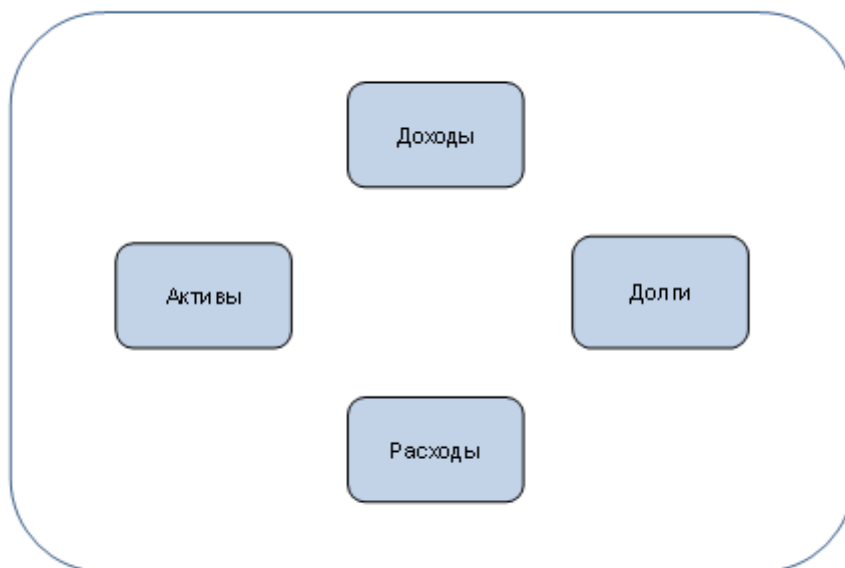 Доходы
Активы
Долги
Расходы